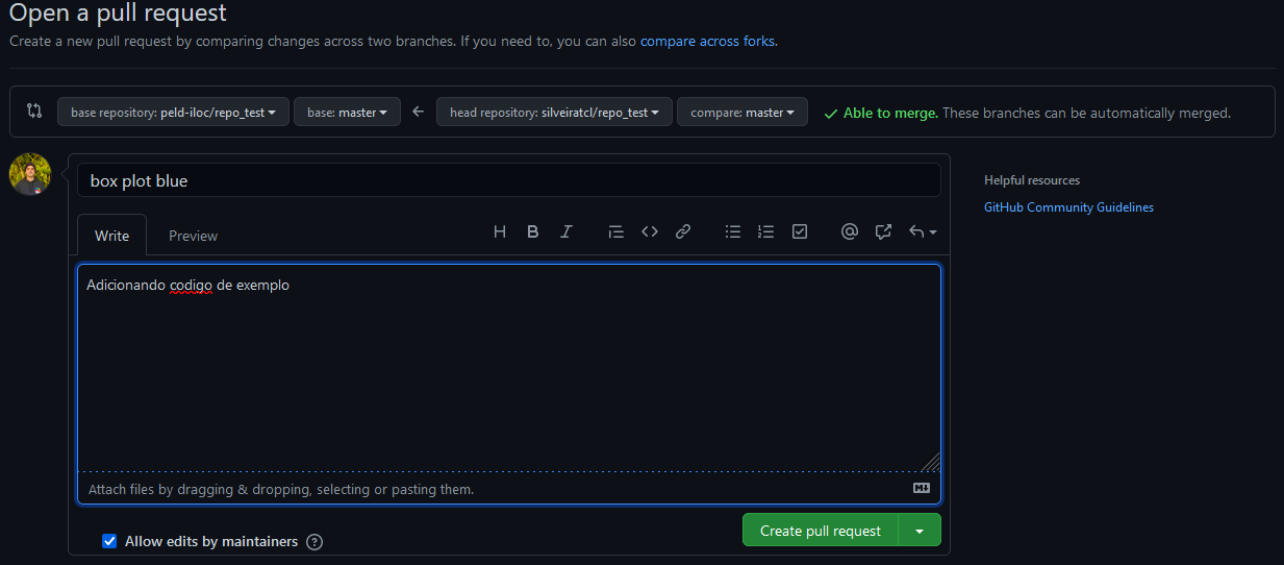 Open a pull request
Create a new pull request by comparing changes across two branches. If you need to, you can also compare across forks.
base repository: peld-iloc/repo_test base: master head repository: silveiratcl/repo_test compare: master Able to merge. These branches can be automatically merged.
box plot blue
Helpful resources
GitHub Community Guidelines
Write Preview
Adicionando codigo de exemplo
Attach files by dragging & dropping, selecting or pasting them.
Allow edits by maintainers
Create pull request